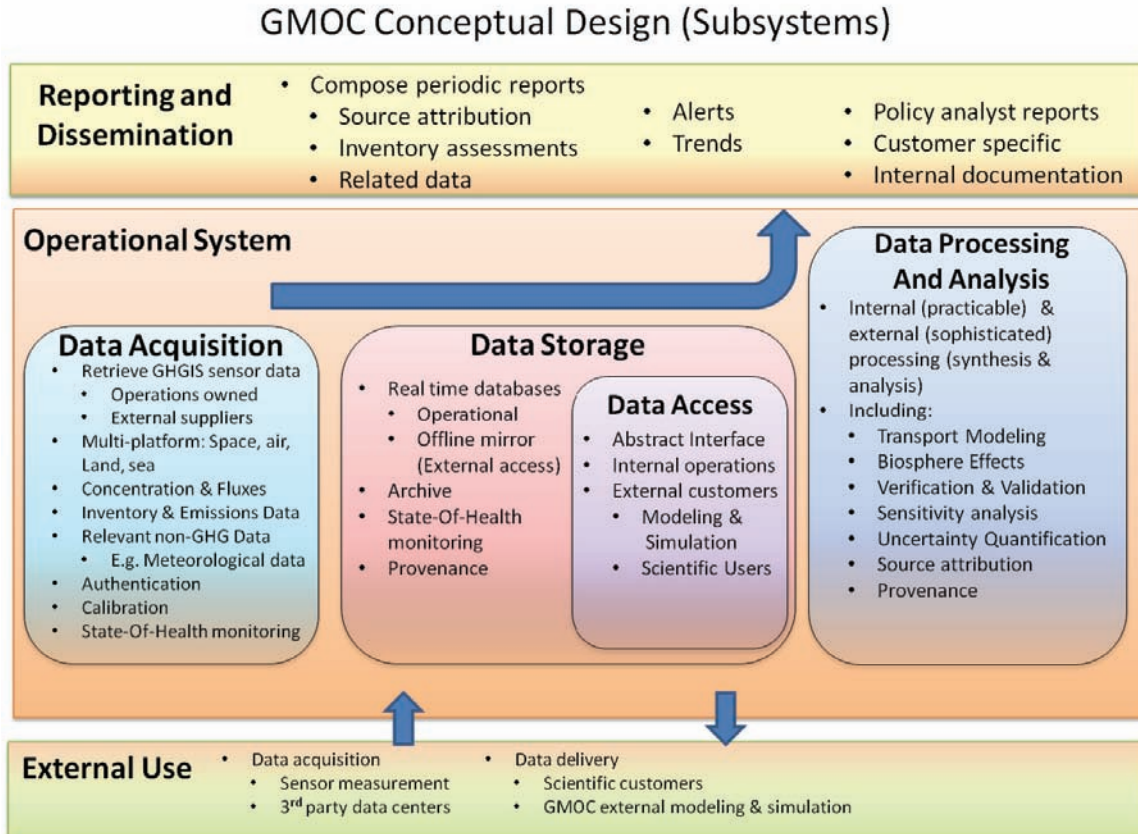 GMOC Conceptual Design (Subsystems)
Reporting and
Dissemination
• Compose periodic reports
• Source attribution
• Inventory assessments
• Related data
• Alerts
• Trends
• Policy analyst reports
• Customer specific
• Internal documentation
Operational System
Data Acquisition
• Retrieve GHGIS sensor data
• Operations owned
• External suppliers
• Multi-platform: Space, air,
Land, sea
• Concentration & Fluxes
• Inventory & Emissions Data
• Relevant non-GHG Data
• E.g. Meteorological data
• Authentication
• Calibration
• State-Of-Health monitoring
Data Storage
• Real time databases
• Operational
• Offline mirror
(External access)
• Archive
• State-Of-Health
monitoring
• Provenance
Data Access
• Abstract Interface
• Internal operations
• External customers
• Modeling &
Simulation
• Scientific Users
Data Processing
And Analysis
• Internal (practicable) &
external (sophisticated)
processing (synthesis &
analysis)
• Including:
• Transport Modeling
• Biosphere Effects
• Verification & Validation
• Sensitivity analysis
• Uncertainty Quantification
• Source attribution
• Provenance
External Use
• Data acquisition
• Sensor measurement
• 3rd party data centers
• Data delivery
• Scientific customers
• GMOC external modeling & simulation